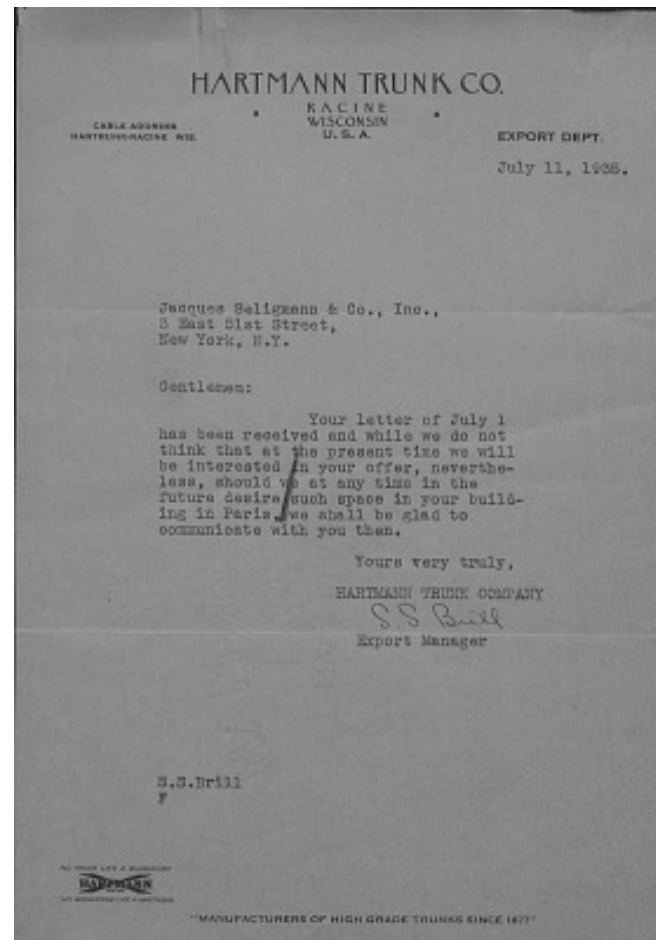 HARTMANN TRUNK CO.
RACINE
WISCONSIN
U. S. A.
CABLE ADDRESS
HARTRUNK-RACINE WIS.
EXPORT DEPT.
July 11, 1935.
Jacques Seligmann & Co., Inc.,
3 East 51st Street,
New York, N.Y.
Gentlemen:
Your letter of July 1
has been received and while we do not
think that at the present time we will
be interested in your offer, neverthe-
less, should we at any time in the
future desire such space in your build-
ing in Paris, we shall be glad to
communicate with you then.
Yours very truly,
HARTMANN TRUNK COMPANY
S S Brill
Export Manager
S.S.Brill
F
HARTMANN
"MANUFACTURERS OF HIGH GRADE TRUNKS SINCE 1877"